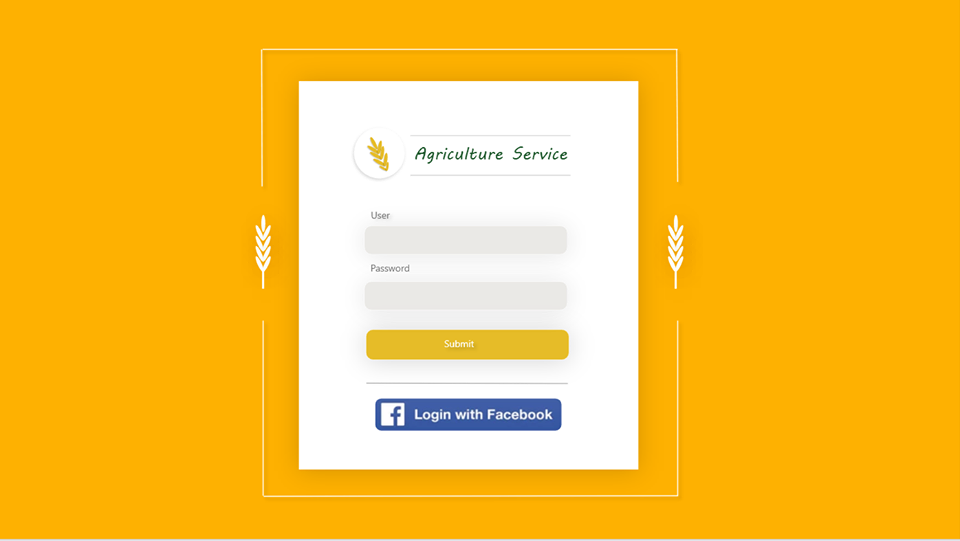 Agriculture Service
User
Password
Submit
f Login with Facebook